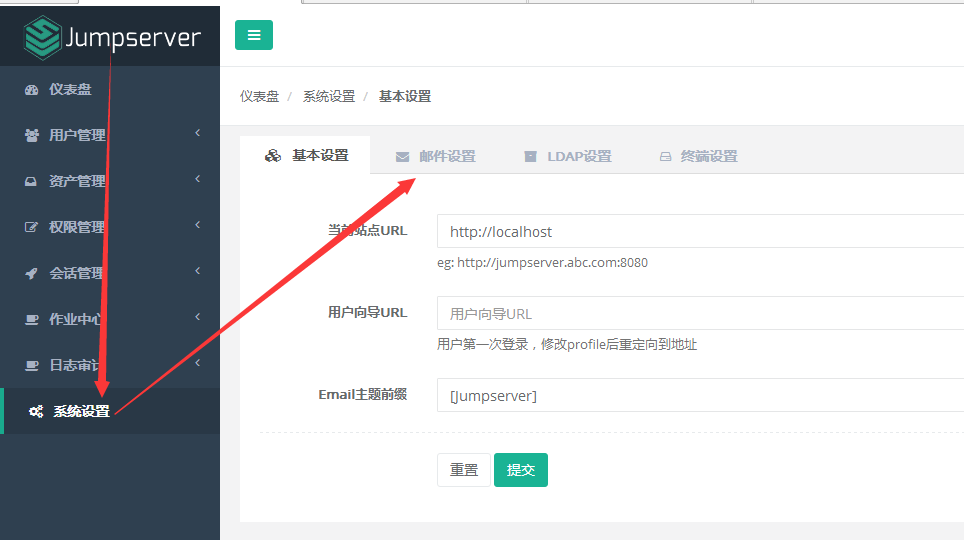 Jumpserver
仪表盘
用户管理
资产管理
权限管理
会话管理
作业中心
日志审计
系统设置
仪表盘 / 系统设置 / 基本设置
基本设置 邮件设置 LDAP设置 终端设置
当前站点URL http://localhost
eg: http://jumpserver.abc.com:8080
用户向导URL 用户向导URL
用户第一次登录，修改profile后重定向到地址
Email主题前缀 [Jumpserver]
重置 提交